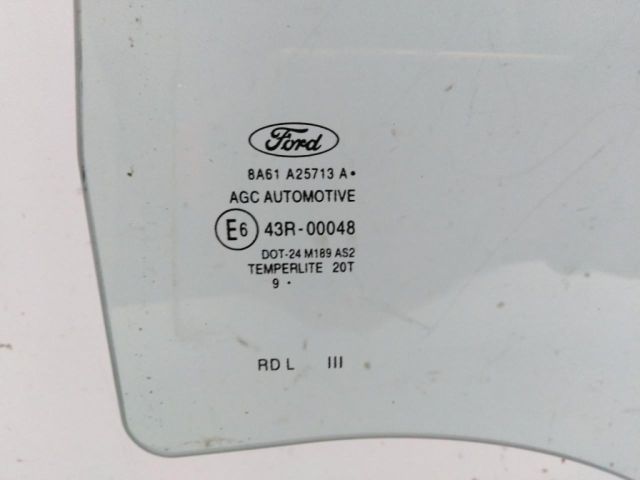 Ford
8A61 A25713 A•
AGC AUTOMOTIVE
E6 43R-00048
DOT-24 M189 AS2
TEMPERLITE 20T
9 •
RD L III